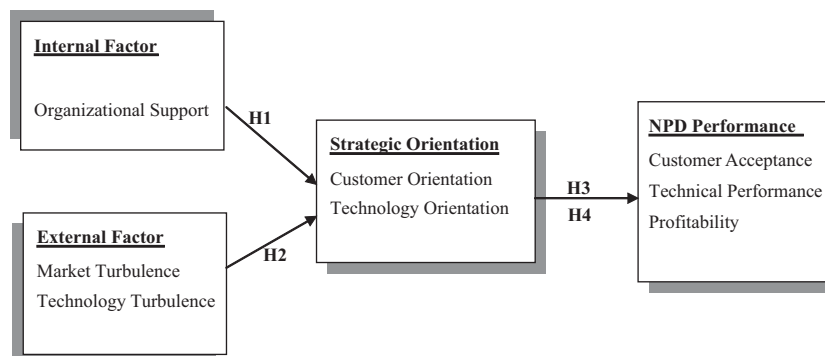 Internal Factor
Organizational Support
H1
External Factor
Market Turbulence
Technology Turbulence
H2
Strategic Orientation
Customer Orientation
Technology Orientation
H3
H4
NPD Performance
Customer Acceptance
Technical Performance
Profitability